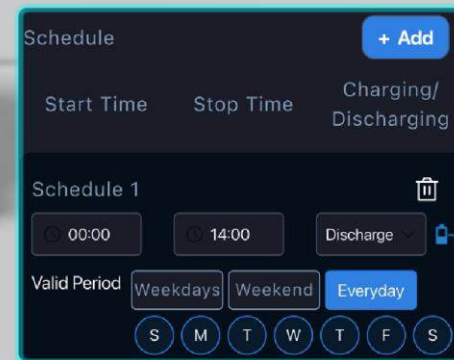 Schedule
+ Add
Start Time Stop Time Charging/
Discharging
Schedule 1
00:00 14:00 Discharge
Valid Period Weekdays Weekend Everyday
S M T W T F S